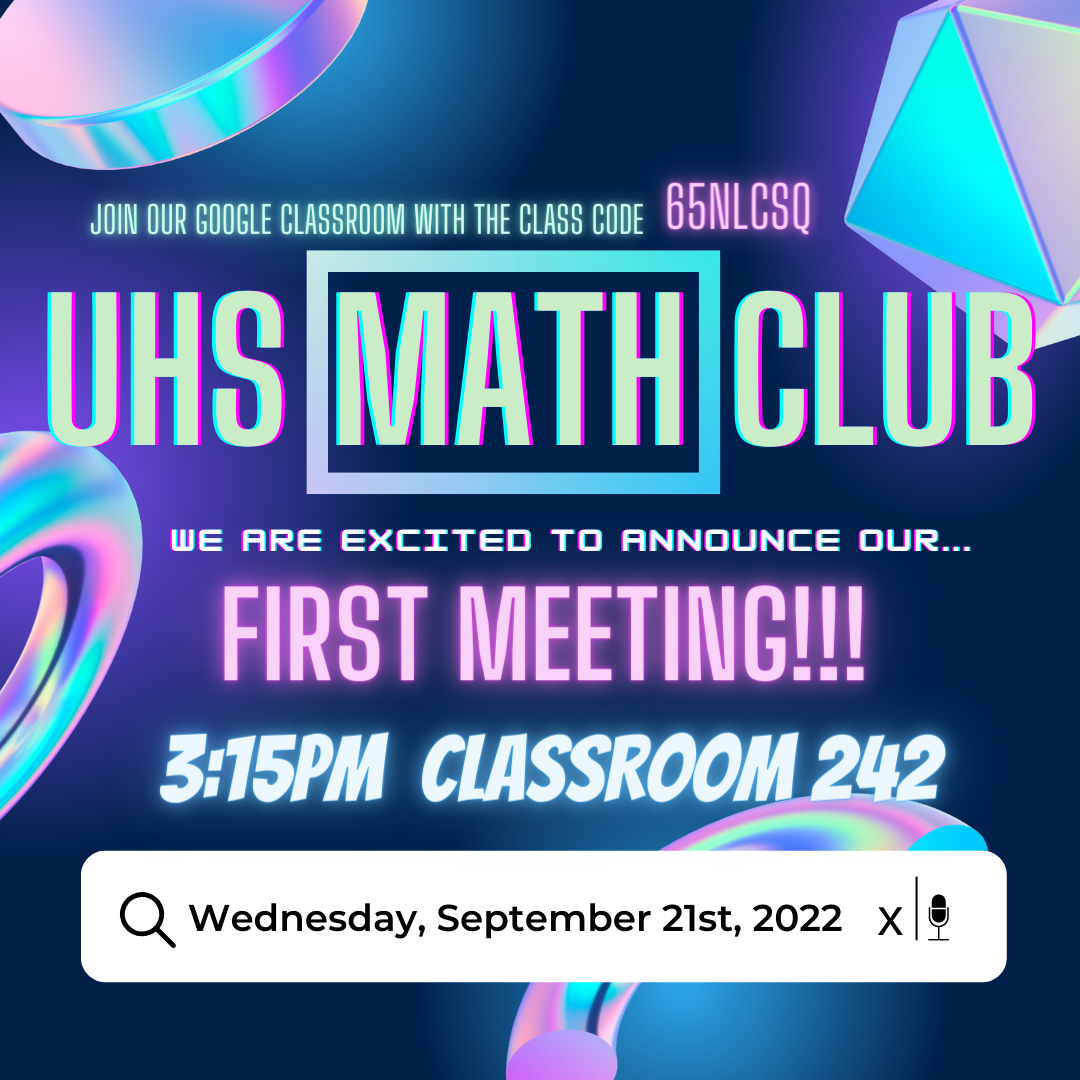 JOIN OUR GOOGLE CLASSROOM WITH THE CLASS CODE 65NLCSQ
UHS MATH CLUB
WE ARE EXCITED TO ANNOUNCE OUR...
FIRST MEETING!!!
3:15PM CLASSROOM 242
Wednesday, September 21st, 2022 X